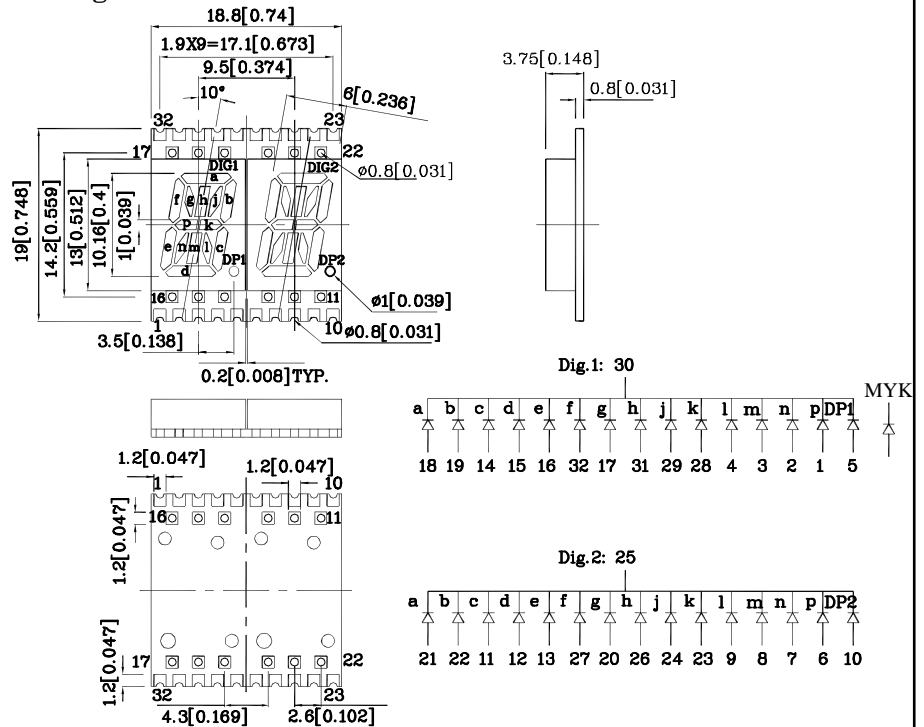 18.8[0.74]
1.9X9=17.1[0.673]
9.5[0.374]
10°
6[0.236]
32 23
17 22
DIG1 DIG2
ø0.8[0.031]
a
f g h j b
p k
e n m l c
DP1 DP2
d
16 11
1 10
ø1[0.039]
ø0.8[0.031]
19[0.748]
14.2[0.559]
13[0.512]
10.16[0.4]
1[0.039]
3.5[0.138]
0.2[0.008]TYP.
3.75[0.148]
0.8[0.031]
Dig.1: 30
a b c d e f g h j k l m n p DP1
18 19 14 15 16 32 17 31 29 28 4 3 2 1 5
MYK
1.2[0.047] 1.2[0.047]
1 10
16 11
1.2[0.047]
1.2[0.047]
17 22
32 23
4.3[0.169] 2.6[0.102]
Dig.2: 25
a b c d e f g h j k l m n p DP2
21 22 11 12 13 27 20 26 24 23 9 8 7 6 10